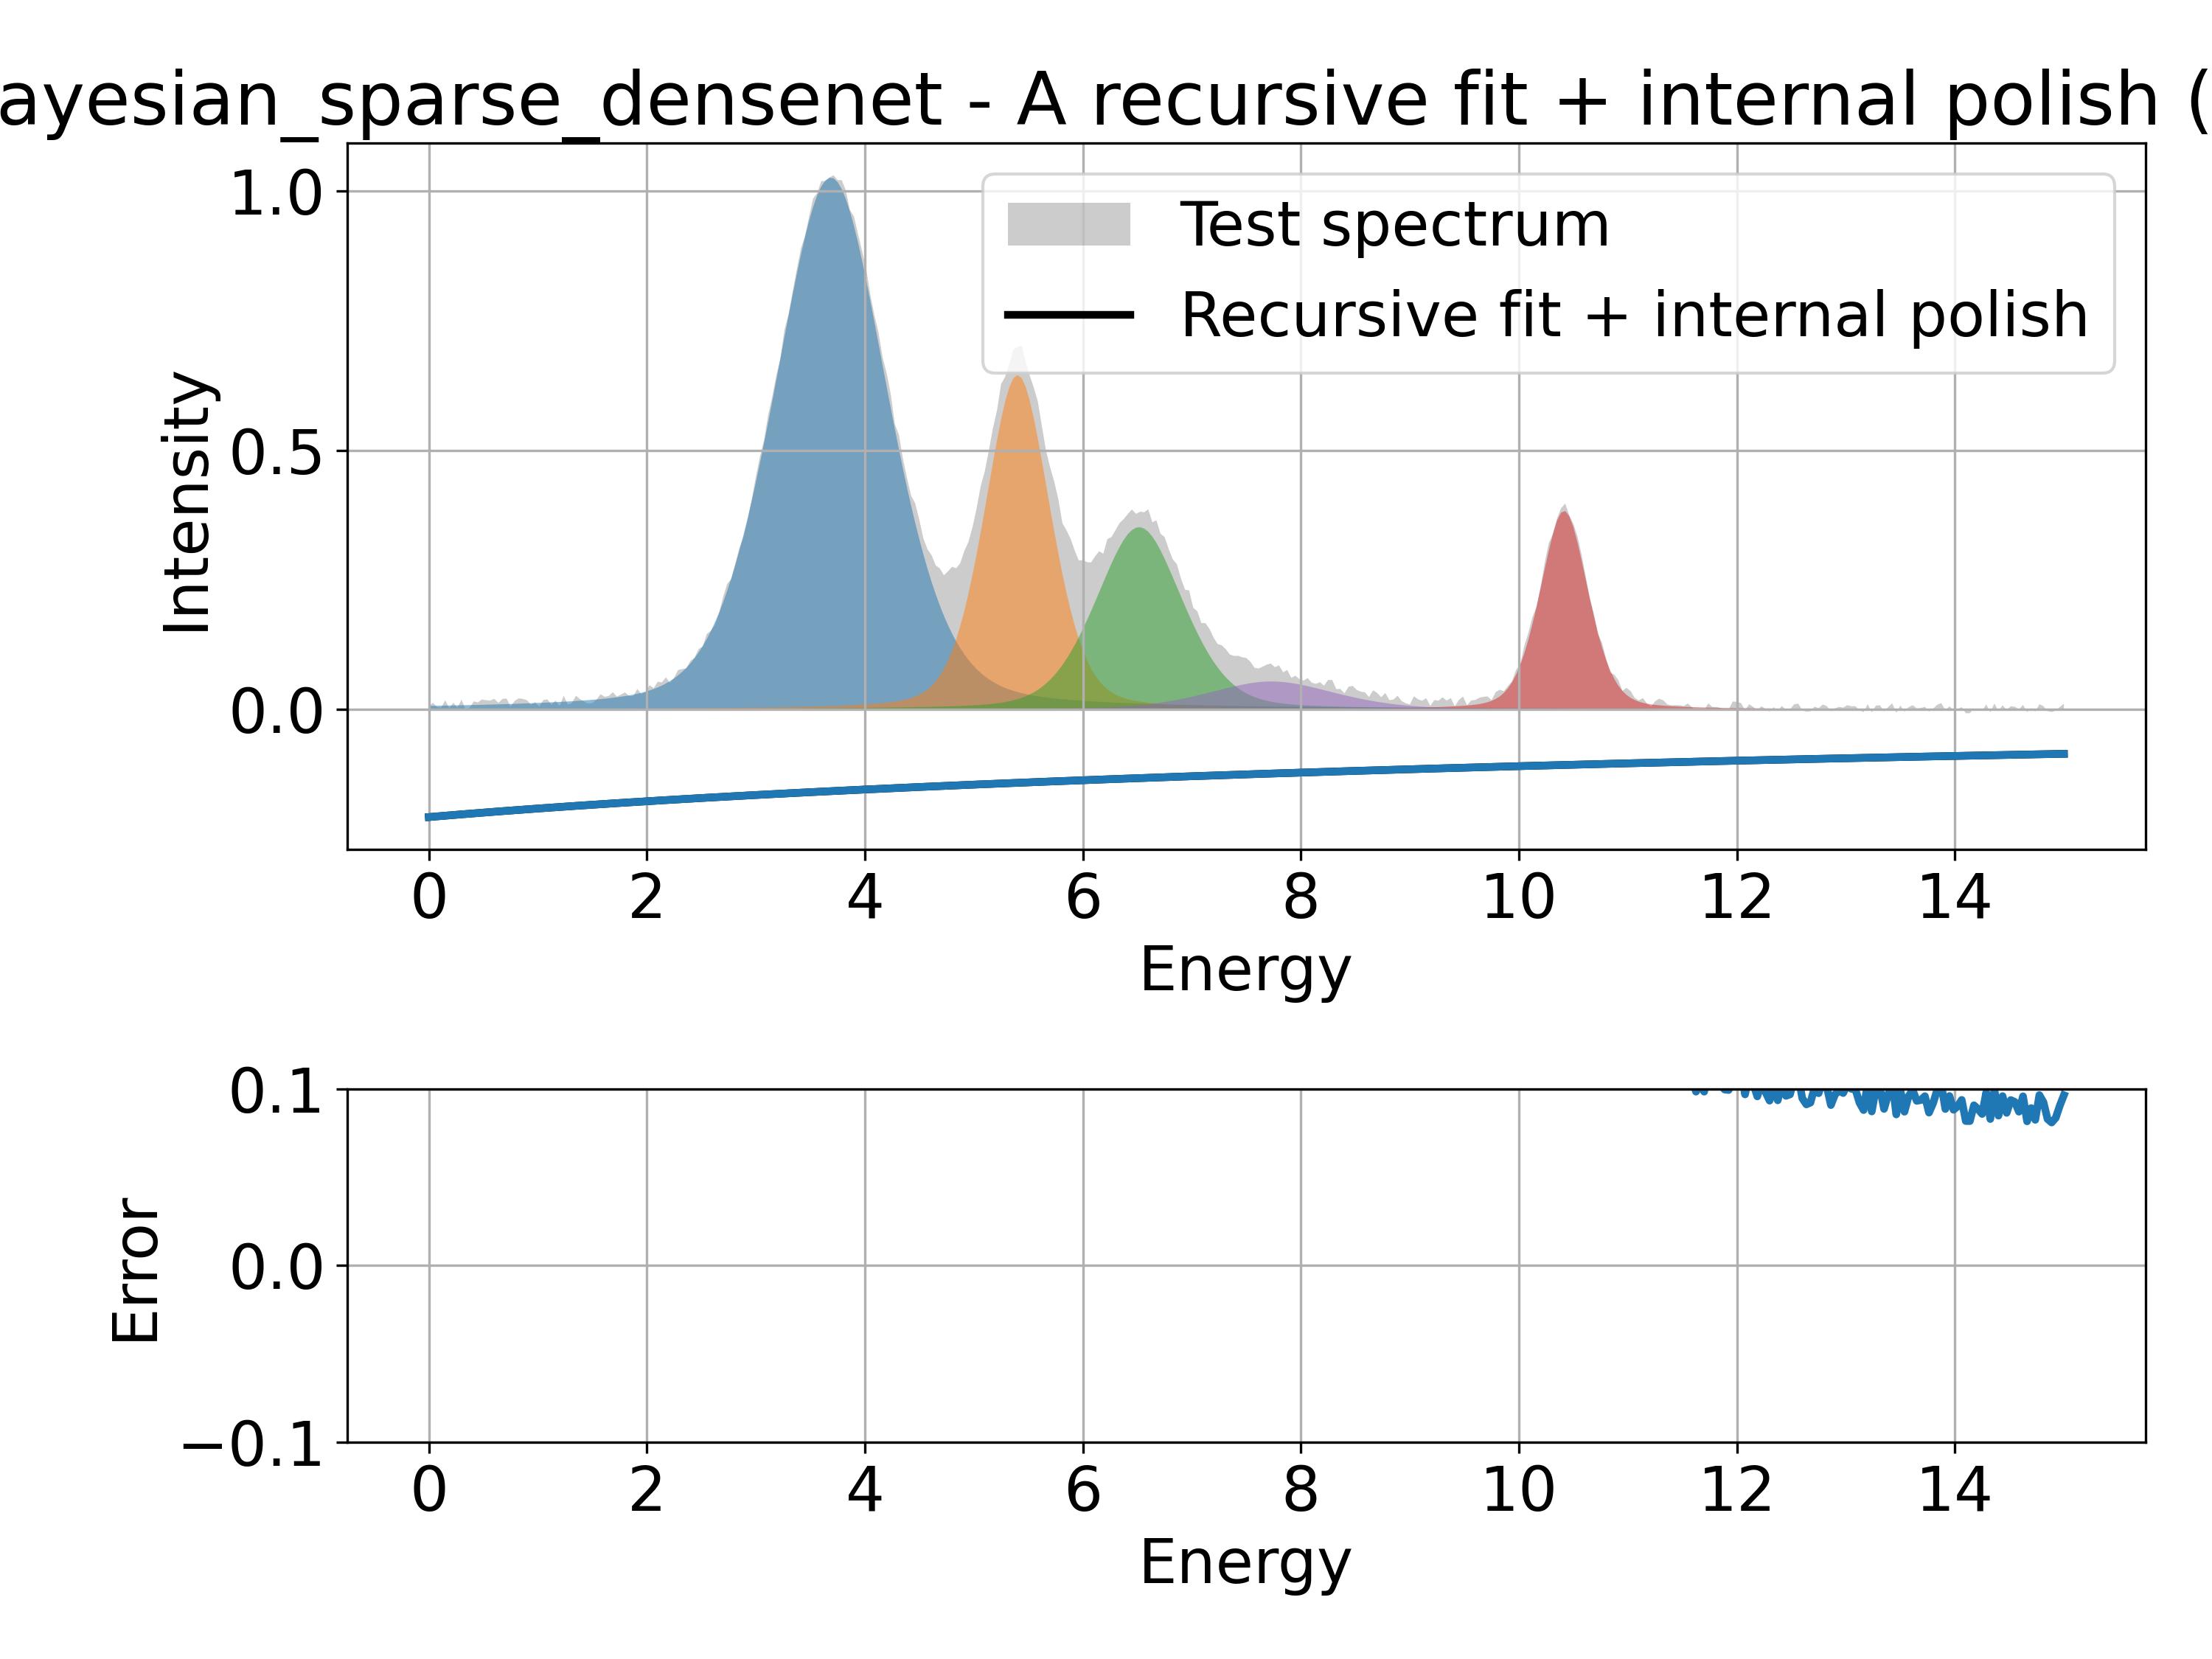 ayesian_sparse_densenet - A recursive fit + internal polish (
1.0
0.5
0.0
Intensity
Test spectrum
Recursive fit + internal polish
0 2 4 6 8 10 12 14
Energy
0.1
0.0
−0.1
Error
0 2 4 6 8 10 12 14
Energy